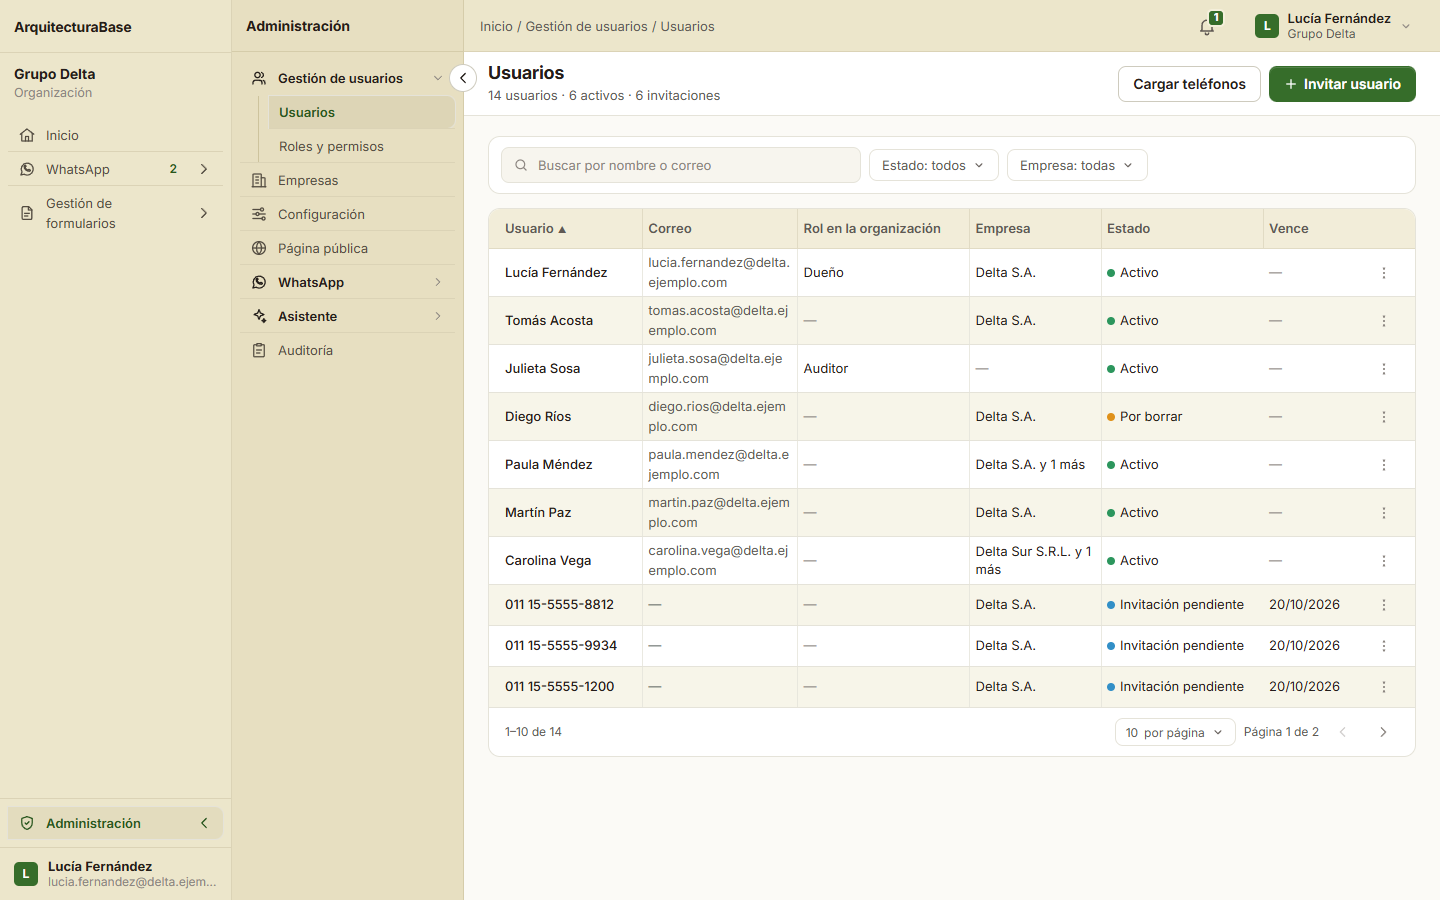 ArquitecturaBase
Grupo Delta
Organización
Inicio
WhatsApp 2
Gestión de
formularios
Administración
Lucía Fernández
lucia.fernandez@delta.ejem...
Administración
Gestión de usuarios
Usuarios
Roles y permisos
Empresas
Configuración
Página pública
WhatsApp
Asistente
Auditoría
Inicio / Gestión de usuarios / Usuarios
1
L
Lucía Fernández
Grupo Delta
Usuarios
14 usuarios · 6 activos · 6 invitaciones
Cargar teléfonos
+ Invitar usuario
Buscar por nombre o correo
Estado: todos
Empresa: todas
Usuario ▲ Correo Rol en la organización Empresa Estado Vence
Lucía Fernández lucia.fernandez@delta. Dueño Delta S.A. Activo —
ejemplo.com
Tomás Acosta tomas.acosta@delta.ej — Delta S.A. Activo —
emplo.com
Julieta Sosa julieta.sosa@delta.eje Auditor — Activo —
mplo.com
Diego Ríos diego.rios@delta.ejem — Delta S.A. Por borrar —
plo.com
Paula Méndez paula.mendez@delta.e — Delta S.A. y 1 más Activo —
jemplo.com
Martín Paz martin.paz@delta.ejem — Delta S.A. Activo —
plo.com
Carolina Vega carolina.vega@delta.ej — Delta Sur S.R.L. y 1 Activo —
emplo.com más
011 15-5555-8812 — — Delta S.A. Invitación pendiente 20/10/2026
011 15-5555-9934 — — Delta S.A. Invitación pendiente 20/10/2026
011 15-5555-1200 — — Delta S.A. Invitación pendiente 20/10/2026
1–10 de 14
10 por página
Página 1 de 2
L